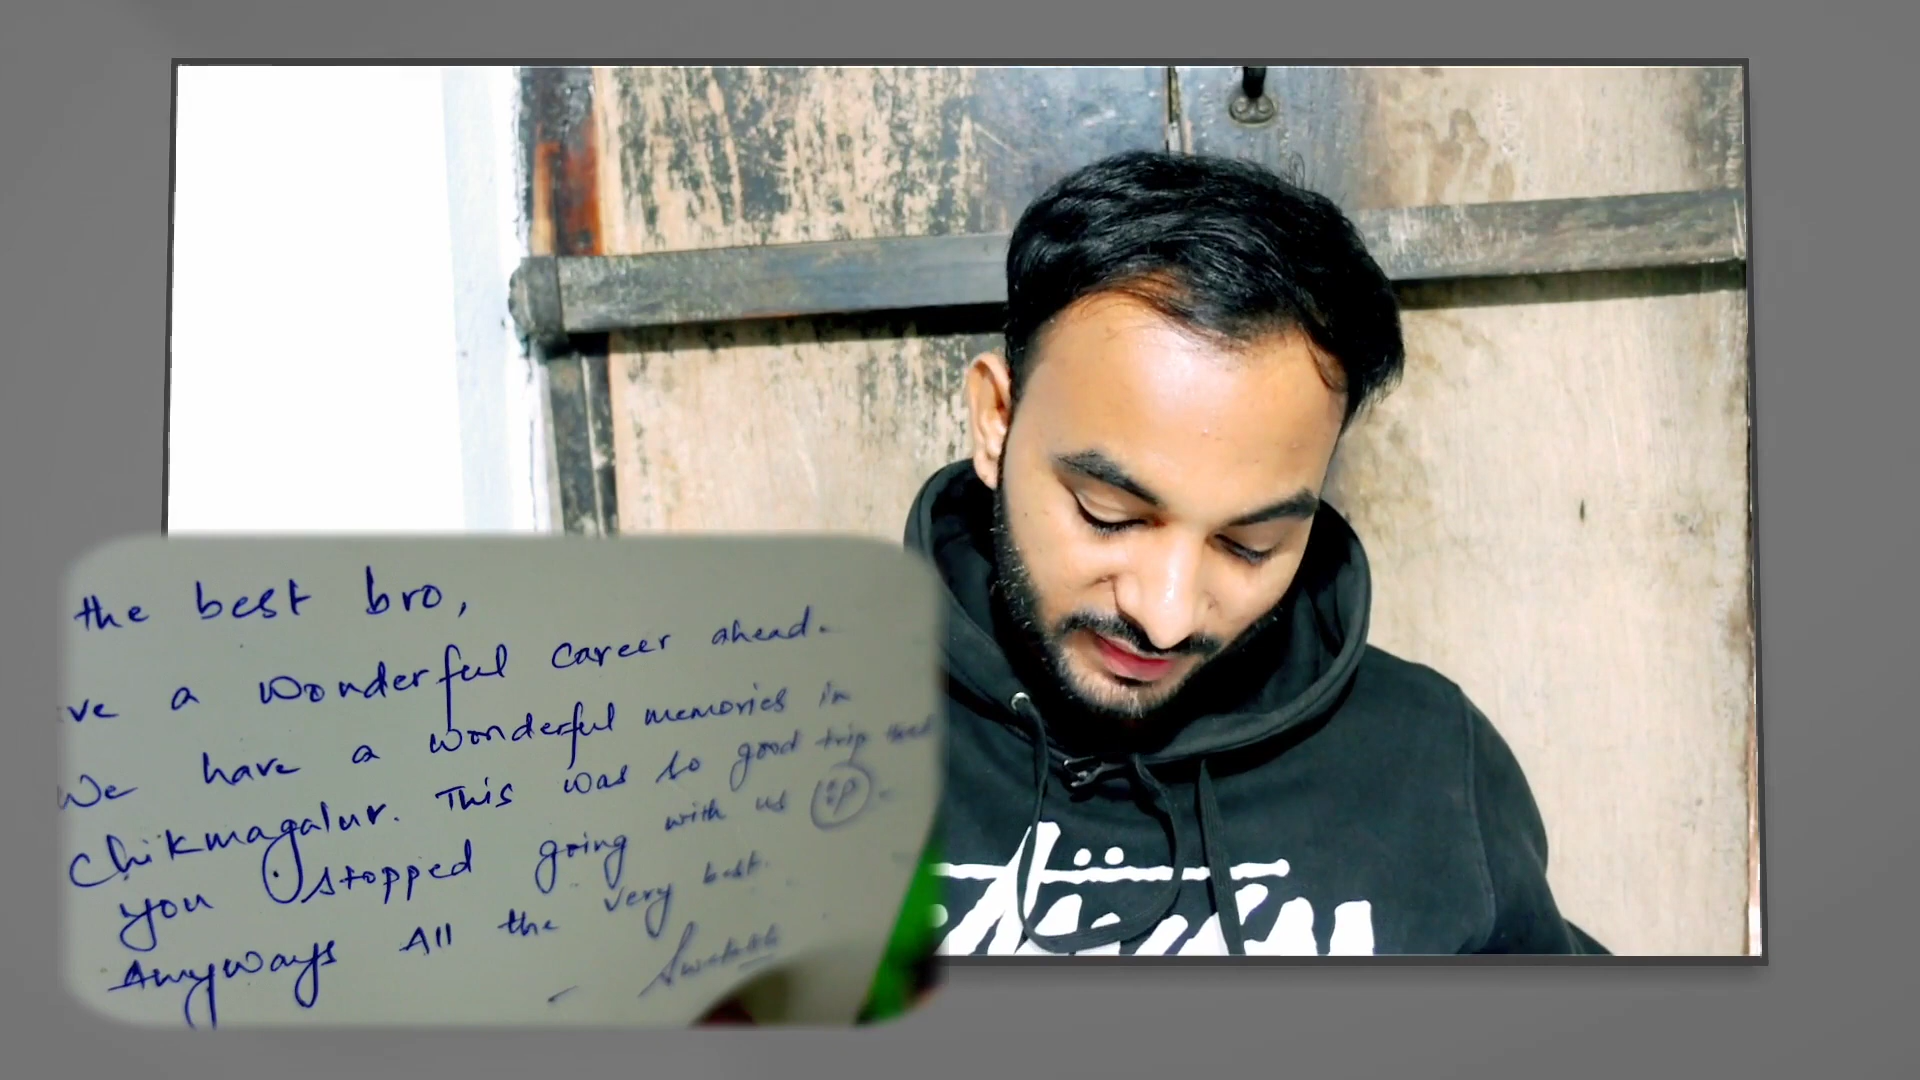 the best bro,
ve a wonderful career ahead.
We have a wonderful memories in
Chikmagalur. This was so good trip
you stopped going with us :P.
Anyways All the very best.